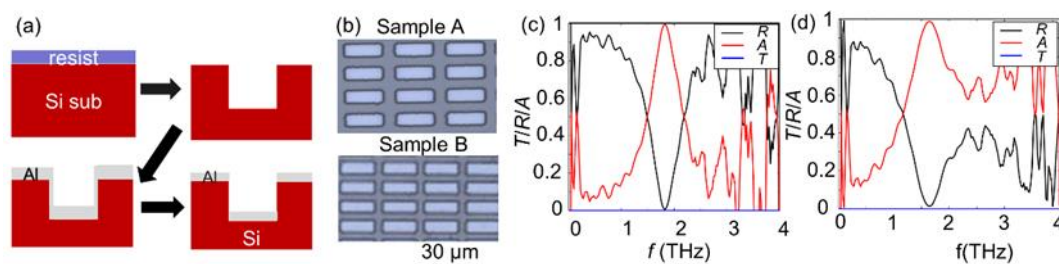 (a)
resist
Si sub
Al
Al
Si
(b)
Sample A
Sample B
30 µm
(c)
T/R/A
1
0.8
0.6
0.4
0.2
0
0 1 2 3 4
f (THz)
R
A
T
(d)
T/R/A
1
0.8
0.6
0.4
0.2
0
0 1 2 3 4
f(THz)
R
A
T